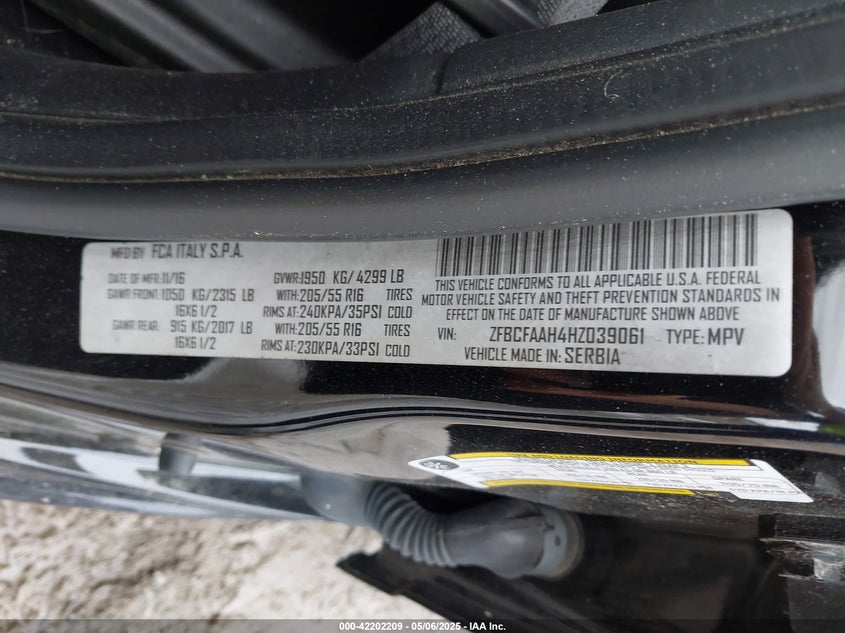 MFD BY FCA ITALY S.P.A.
DATE OF MFR:11/16 GVWR:1950 KG/ 4299 LB
GAWR FRONT:1050 KG/2315 LB WITH:205/55 R16 TIRES
16X6 1/2 RIMS AT:240KPA/35PSI COLD
GAWR REAR: 915 KG/2017 LB WITH:205/55 R16 TIRES
16X6 1/2 RIMS AT:230KPA/33PSI COLD
THIS VEHICLE CONFORMS TO ALL APPLICABLE U.S.A. FEDERAL
MOTOR VEHICLE SAFETY AND THEFT PREVENTION STANDARDS IN
EFFECT ON THE DATE OF MANUFACTURE SHOWN ABOVE
VIN: ZFBCFAAH4HZ039061 TYPE: MPV
VEHICLE MADE IN: SERBIA
000-42202209 - 05/06/2025 - IAA Inc.